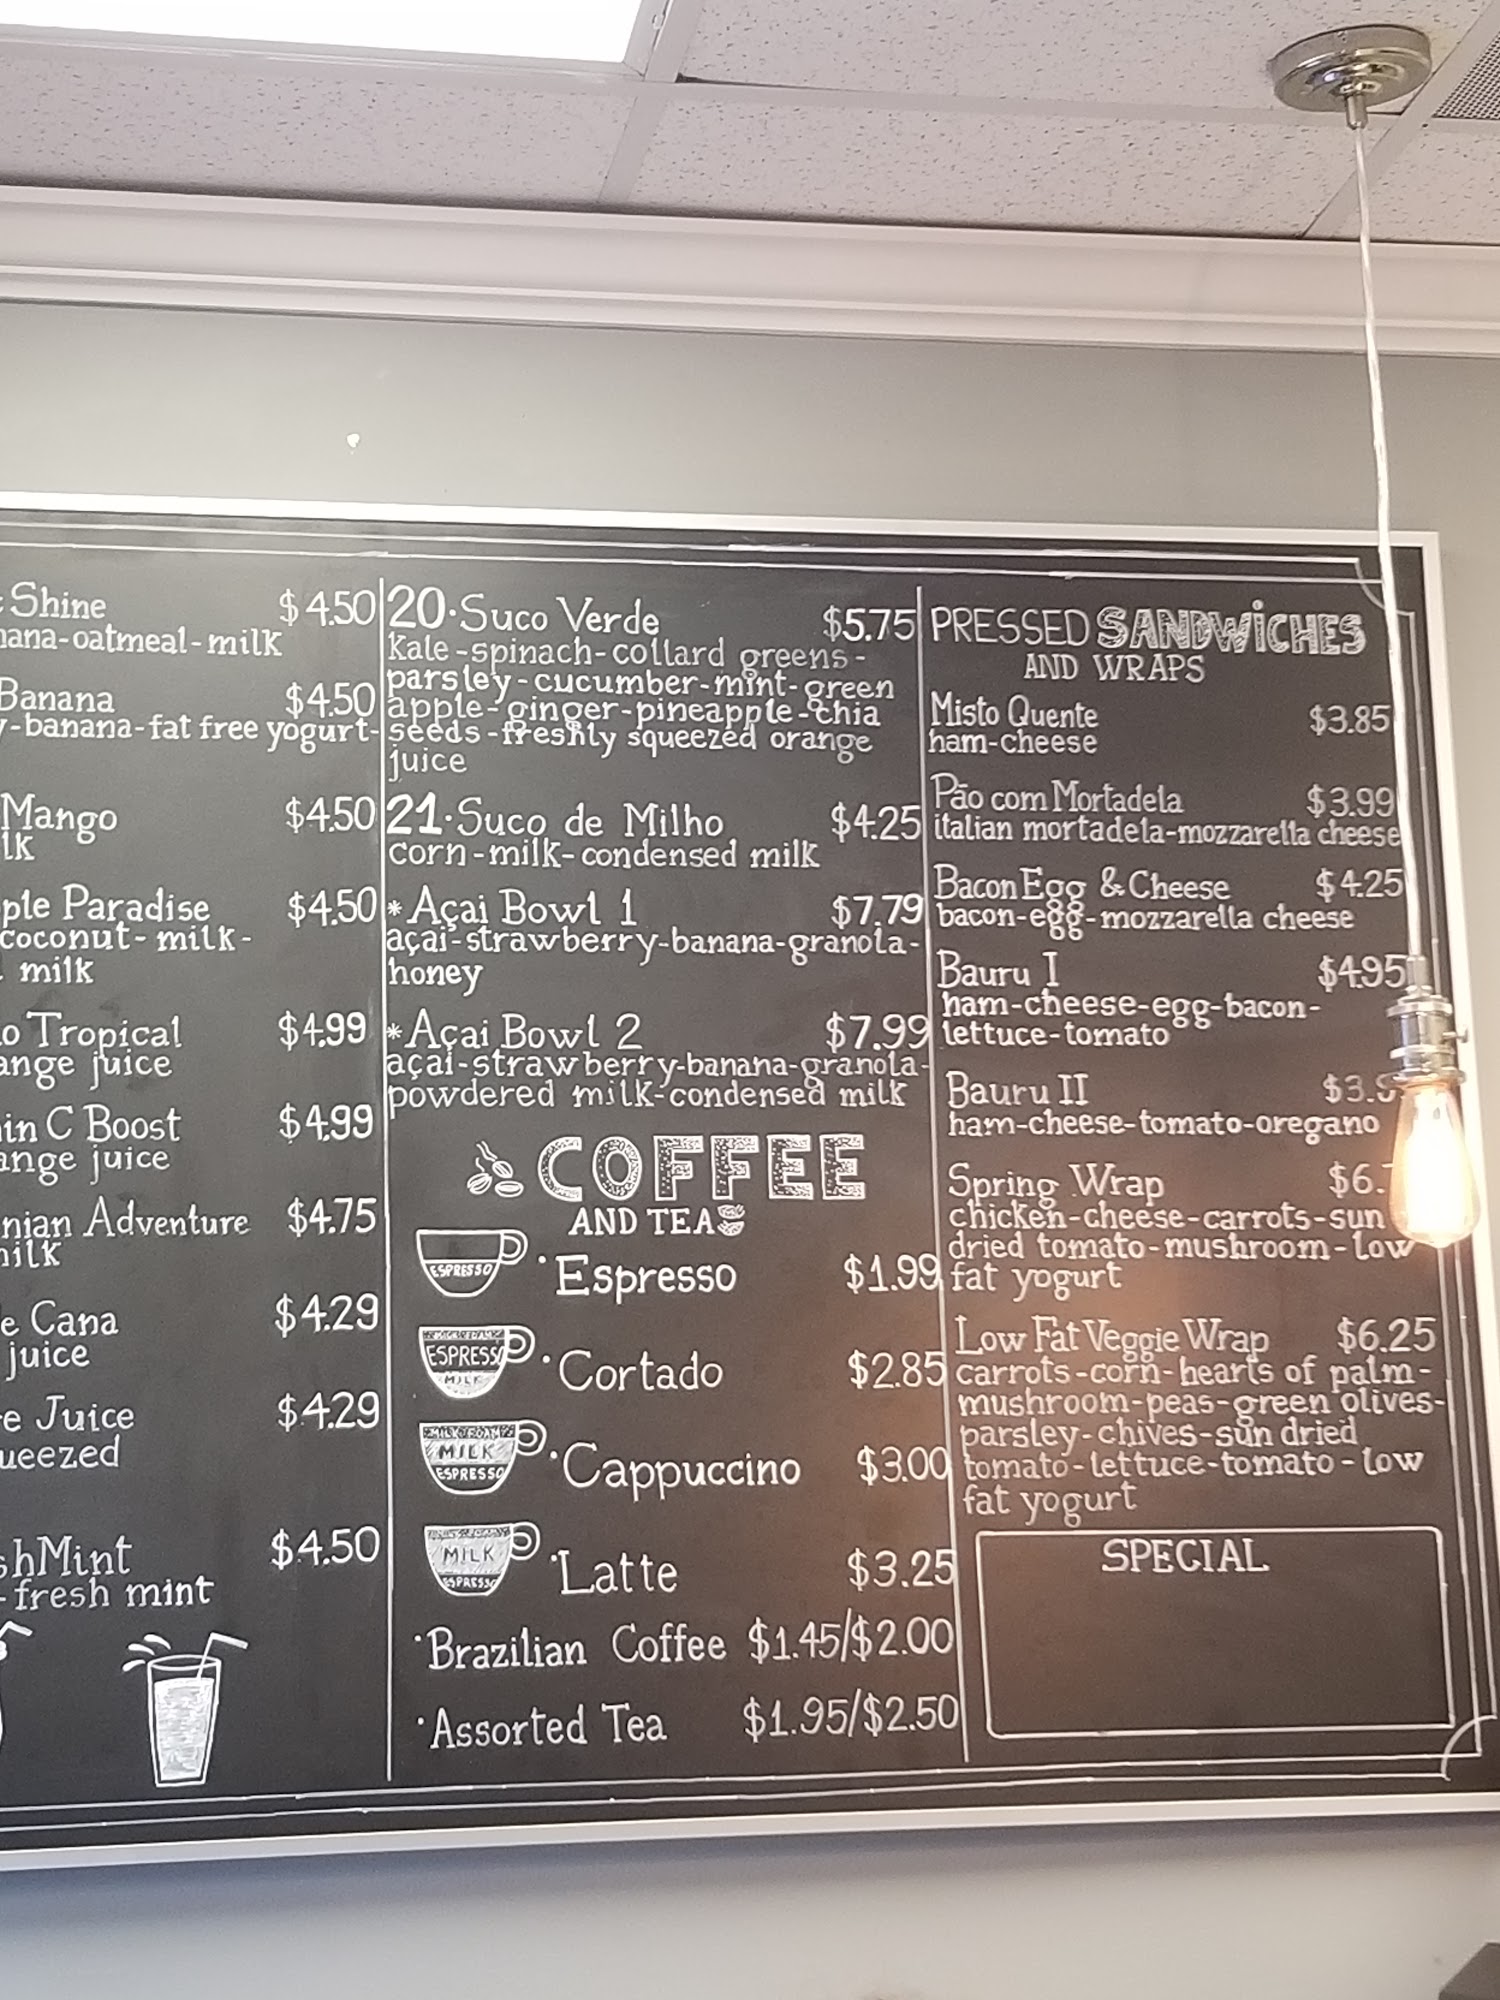 Shine $4.50
-oatmeal-milk
Banana $4.50
-banana-fat free yogurt-
Mango $4.50
Paradise $4.50
coconut-milk-
milk
Tropical $4.99
juice
C Boost $4.99
juice
Adventure $4.75
Cana $4.29
juice
Juice $4.29
Mint $4.50
-fresh mint
20·Suco Verde $5.75
kale-spinach-collard greens-
parsley-cucumber-mint-green
apple-ginger-pineapple-chia
seeds-freshly squeezed orange
juice
21·Suco de Milho $4.25
corn-milk-condensed milk
*Açai Bowl 1 $7.79
açai-strawberry-banana-granola-
honey
*Açai Bowl 2 $7.99
açai-strawberry-banana-granola-
powdered milk-condensed milk
COFFEE
AND TEA
ESPRESSO
·Espresso $1.99
ESPRESSO
MILK
·Cortado $2.85
MILK FOAM
MILK
ESPRESSO
·Cappuccino $3.00
MILK
ESPRESSO
·Latte $3.25
·Brazilian Coffee $1.45/$2.00
·Assorted Tea $1.95/$2.50
PRESSED SANDWiCHES
AND WRAPS
Misto Quente $3.85
ham-cheese
Pão com Mortadela $3.99
italian mortadela-mozzarella cheese
Bacon Egg & Cheese $4.25
bacon-egg-mozzarella cheese
Bauru I $4.95
ham-cheese-egg-bacon-
lettuce-tomato
Bauru II
ham-cheese-tomato-oregano
Spring Wrap
chicken-cheese-carrots-sun
dried tomato-mushroom-low
fat yogurt
Low Fat Veggie Wrap $6.25
carrots-corn-hearts of palm-
mushroom-peas-green olives-
parsley-chives-sun dried
tomato-lettuce-tomato-low
fat yogurt
SPECIAL